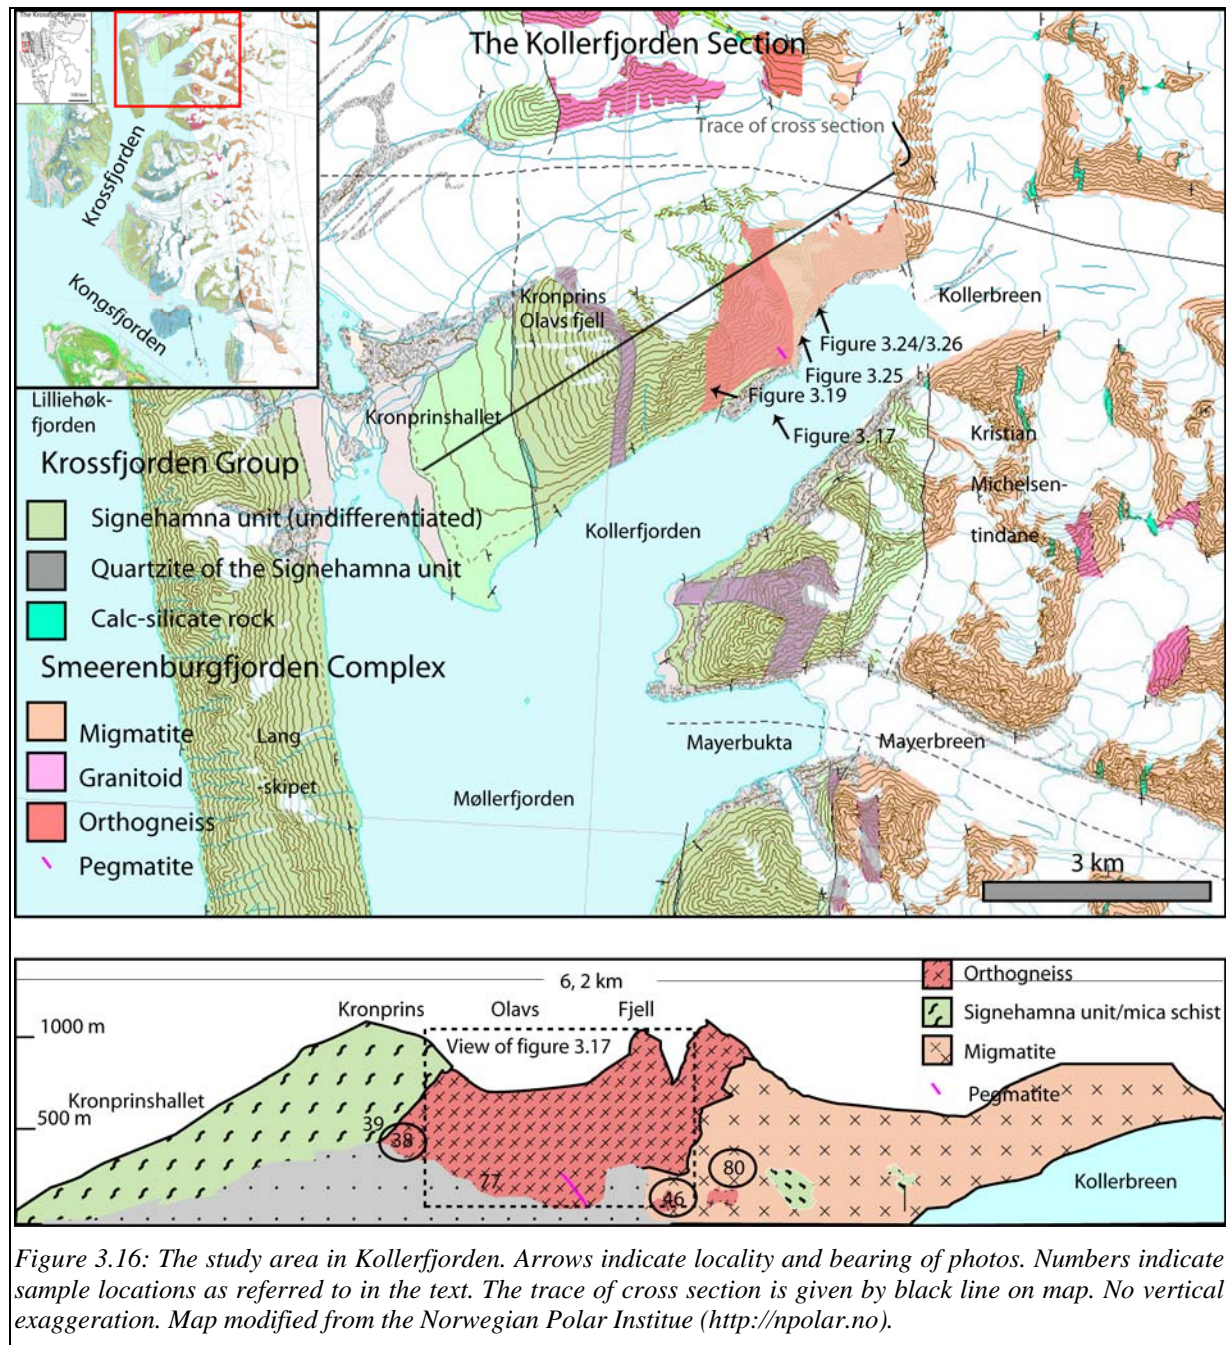 The Krossfjorden area
Krossfjorden
Kongsfjorden
The Kollerfjorden Section
Trace of cross section
Kollerbreen
Kronprins
Olavs fjell
Figure 3.24/3.26
Figure 3.25
Figure 3.19
Figure 3. 17
Lilliehøk-
fjorden
Kronprinshallet
Kristian
Michelsen-
tindane
Kollerfjorden
Krossfjorden Group
Signehamna unit (undifferentiated)
Quartzite of the Signehamna unit
Calc-silicate rock
Smeerenburgfjorden Complex
Migmatite
Granitoid
Orthogneiss
Pegmatite
Lang
-skipet
Mayerbukta
Mayerbreen
Møllerfjorden
3 km
6, 2 km
Kronprins Olavs Fjell
1000 m
View of figure 3.17
Kronprinshallet
500 m
39
38
77
46
80
Orthogneiss
Signehamna unit/mica schist
Migmatite
Pegmatite
Kollerbreen
Figure 3.16: The study area in Kollerfjorden. Arrows indicate locality and bearing of photos. Numbers indicate
sample locations as referred to in the text. The trace of cross section is given by black line on map. No vertical
exaggeration. Map modified from the Norwegian Polar Institue (http://npolar.no).